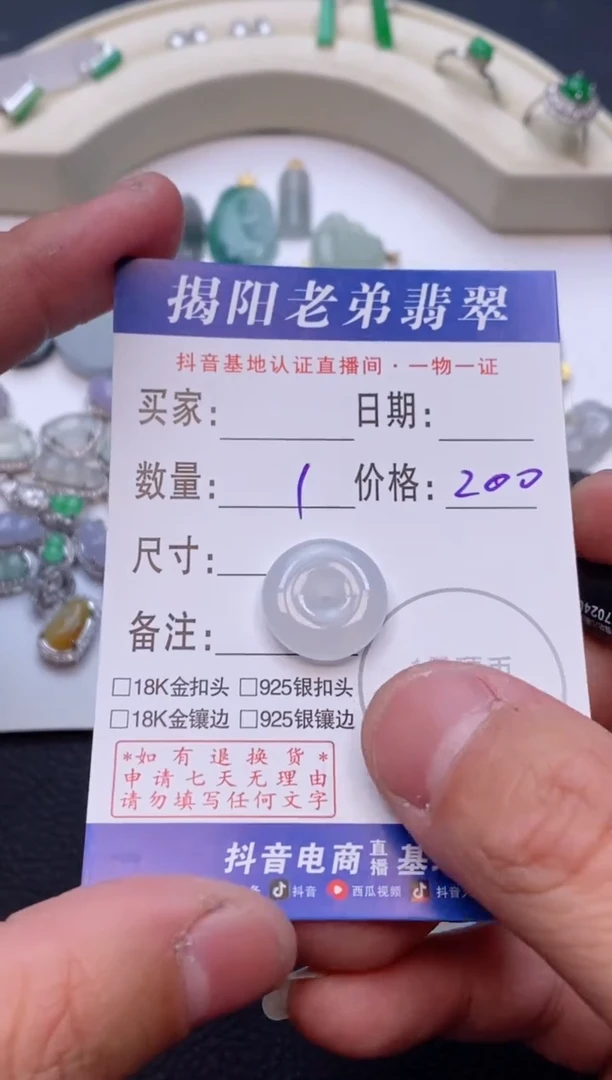 揭阳老弟翡翠
抖音基地认证直播间·一物一证
买家: 日期:
数量: 1 价格: 200
尺寸:
备注:
□18K金扣头 □925银扣头
□18K金镶边 □925银镶边
*如有退换货*
申请七天无理由
请勿填写任何文字
抖音电商直播基
条 抖音 西瓜视频 抖音